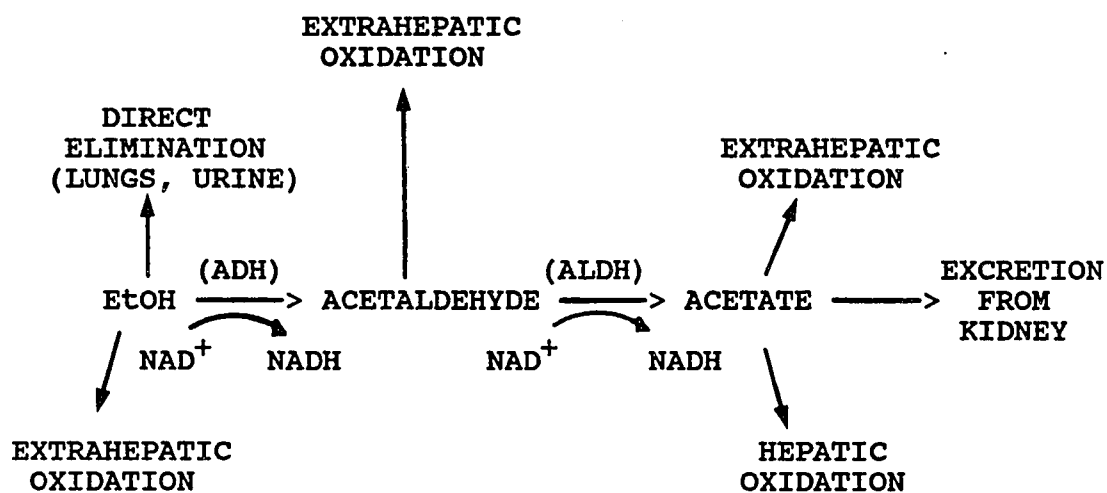 EXTRAHEPATIC
OXIDATION
DIRECT
ELIMINATION
(LUNGS, URINE)
EXTRAHEPATIC
OXIDATION
(ADH)
(ALDH)
EtOH
ACETALDEHYDE
ACETATE
EXCRETION
FROM
KIDNEY
NAD+
NADH
NAD+
NADH
EXTRAHEPATIC
OXIDATION
HEPATIC
OXIDATION